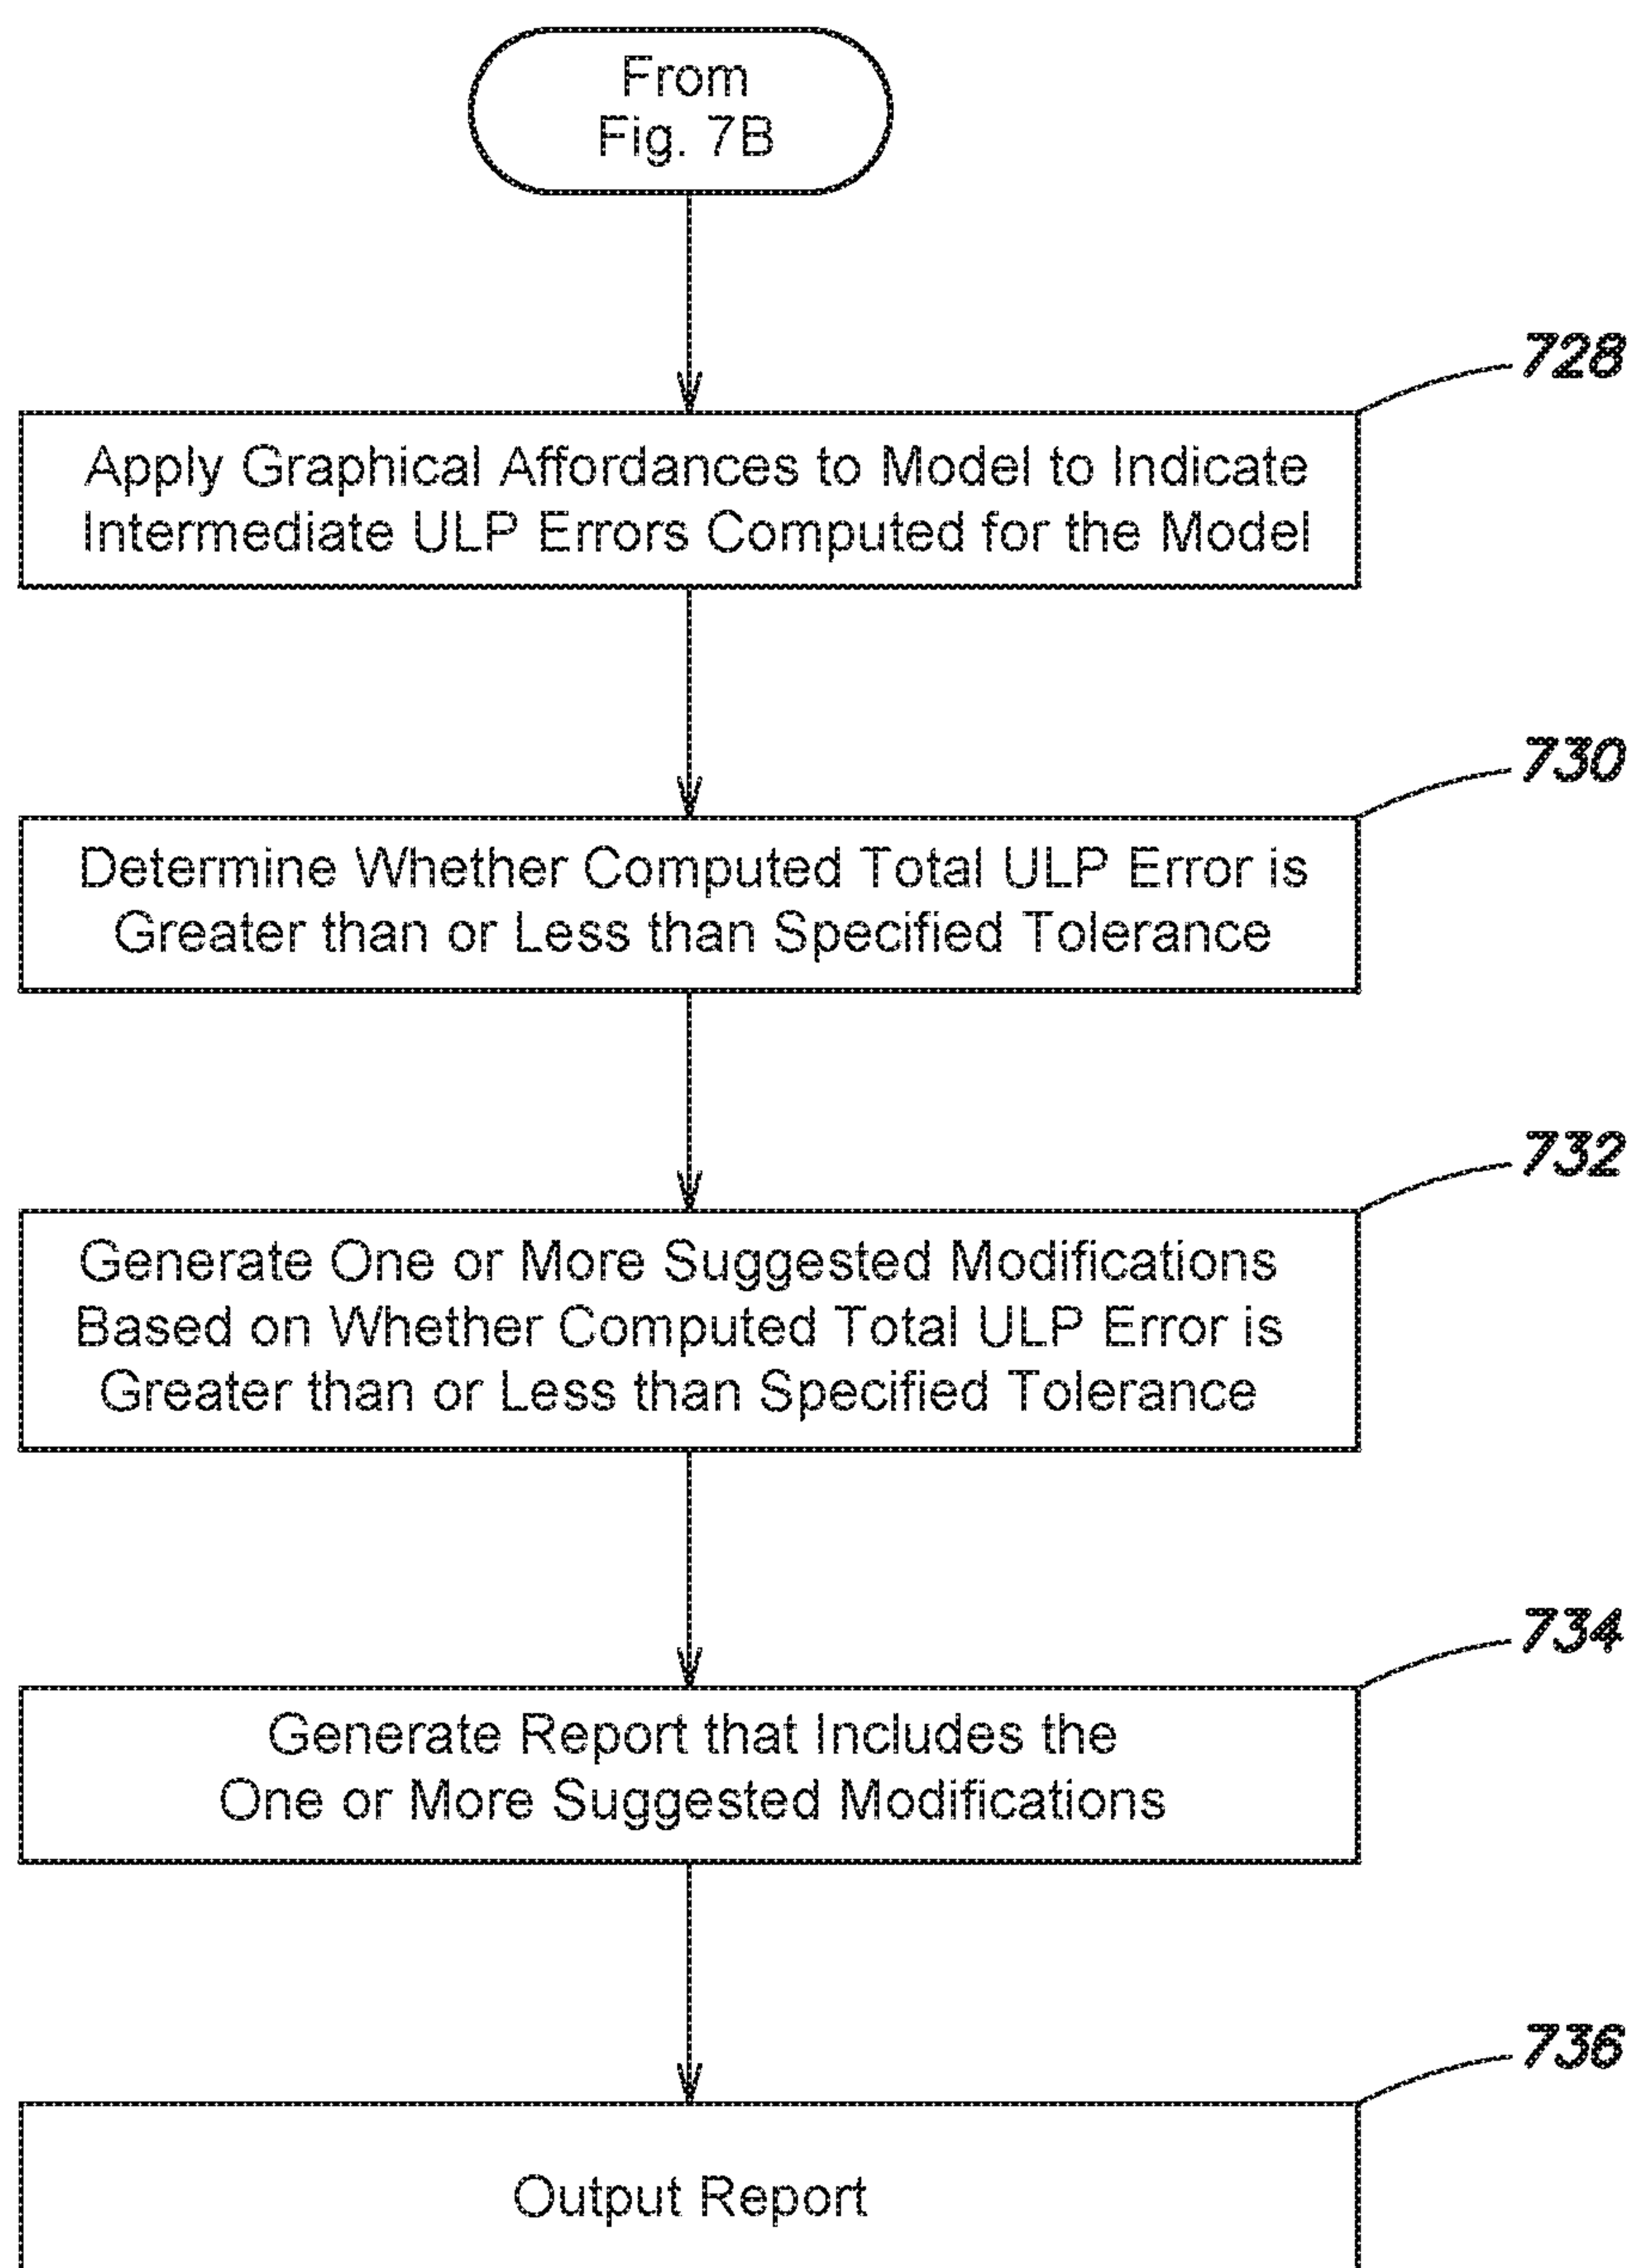 From
Fig. 7B
728
Apply Graphical Affordances to Model to Indicate
Intermediate ULP Errors Computed for the Model
730
Determine Whether Computed Total ULP Error is
Greater than or Less than Specified Tolerance
732
Generate One or More Suggested Modifications
Based on Whether Computed Total ULP Error is
Greater than or Less than Specified Tolerance
734
Generate Report that Includes the
One or More Suggested Modifications
736
Output Report